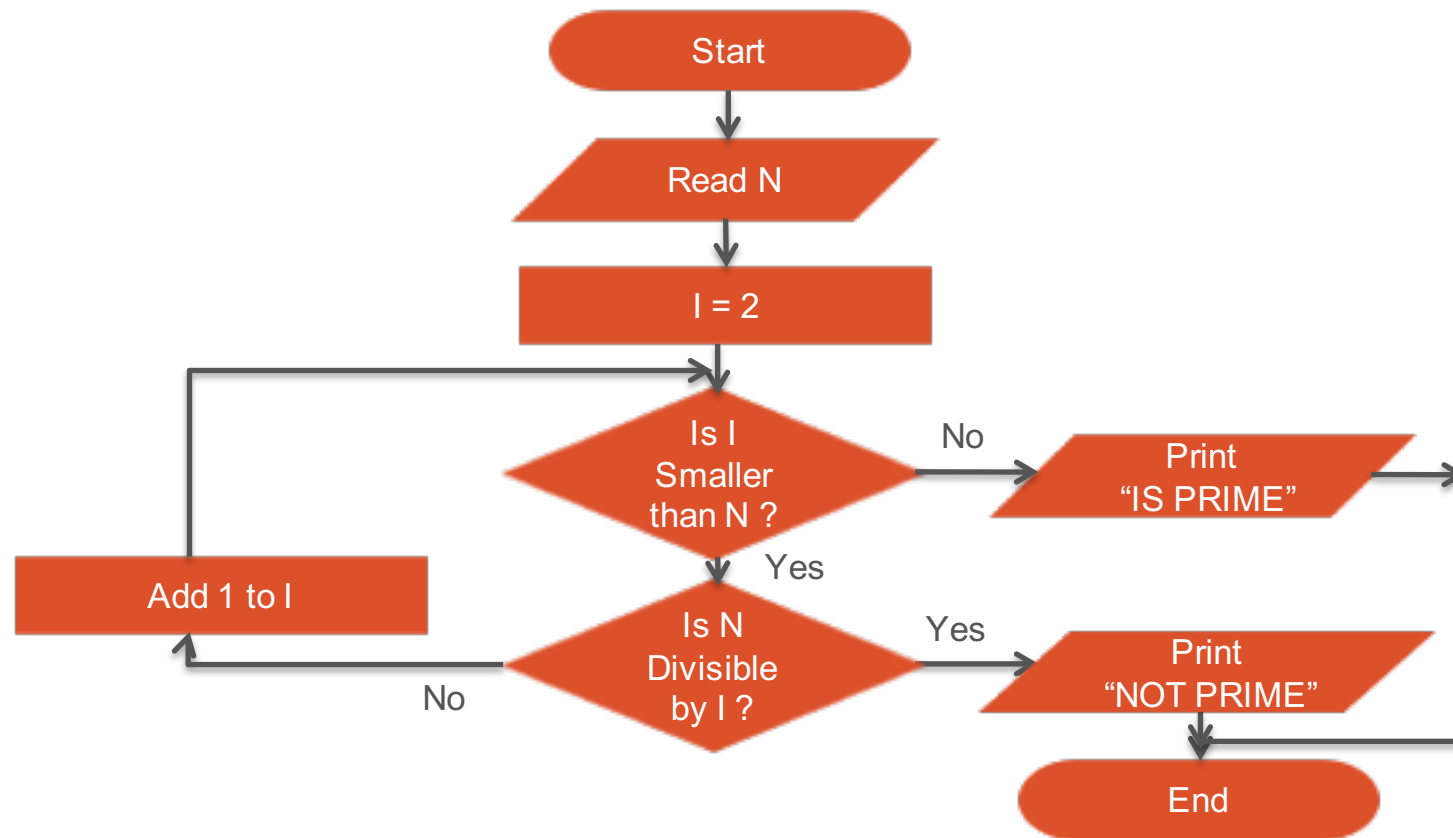 Start
Read N
I = 2
Is I
Smaller
than N ?
No
Print
“IS PRIME”
Yes
Add 1 to I
Is N
Divisible
by I ?
Yes
No
Print
“NOT PRIME”
End